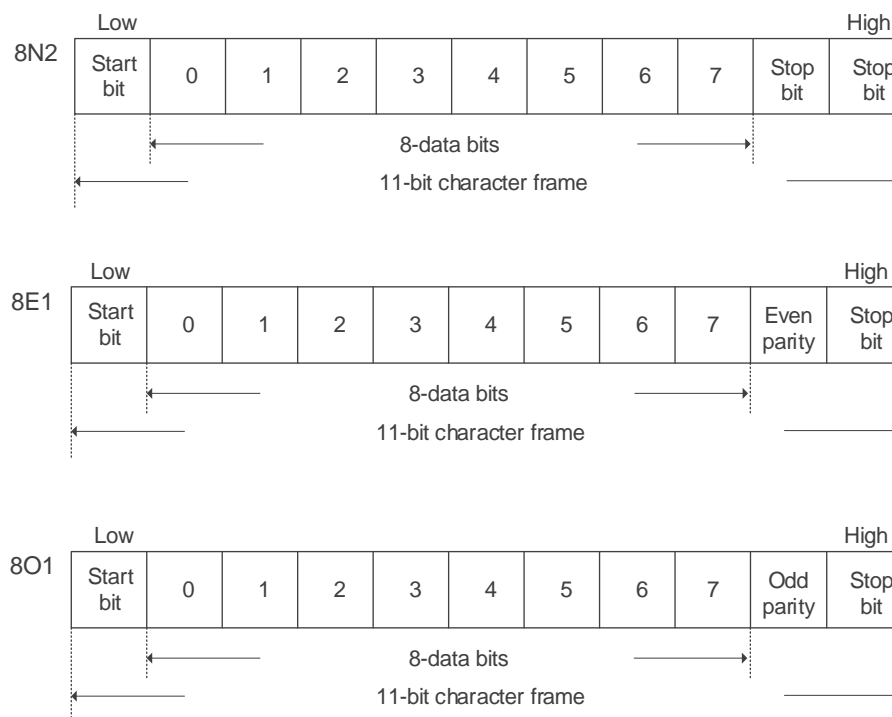 Low High
8N2 Start bit 0 1 2 3 4 5 6 7 Stop bit Stop bit
8-data bits
11-bit character frame
Low High
8E1 Start bit 0 1 2 3 4 5 6 7 Even parity Stop bit
8-data bits
11-bit character frame
Low High
8O1 Start bit 0 1 2 3 4 5 6 7 Odd parity Stop bit
8-data bits
11-bit character frame